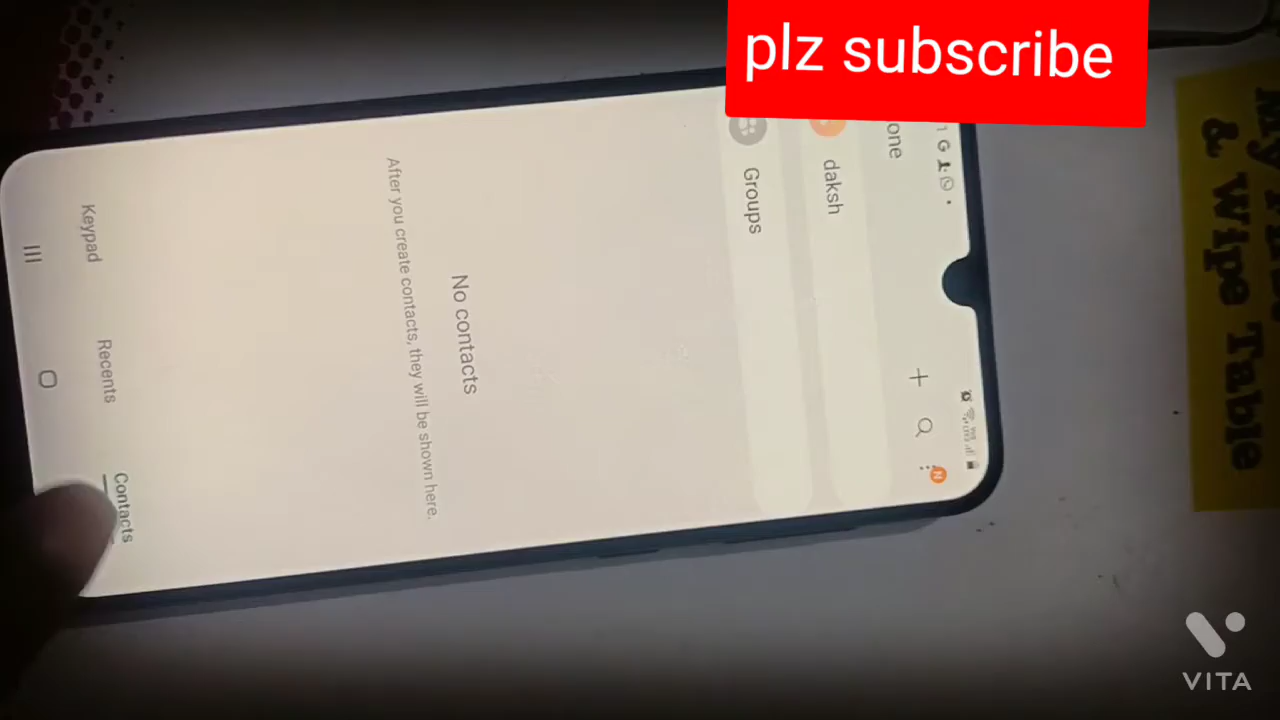 plz subscribe
one
daksh
Groups
No contacts
After you create contacts, they will be shown here.
Keypad
Recents
Contacts
& Wipe Table
VITA